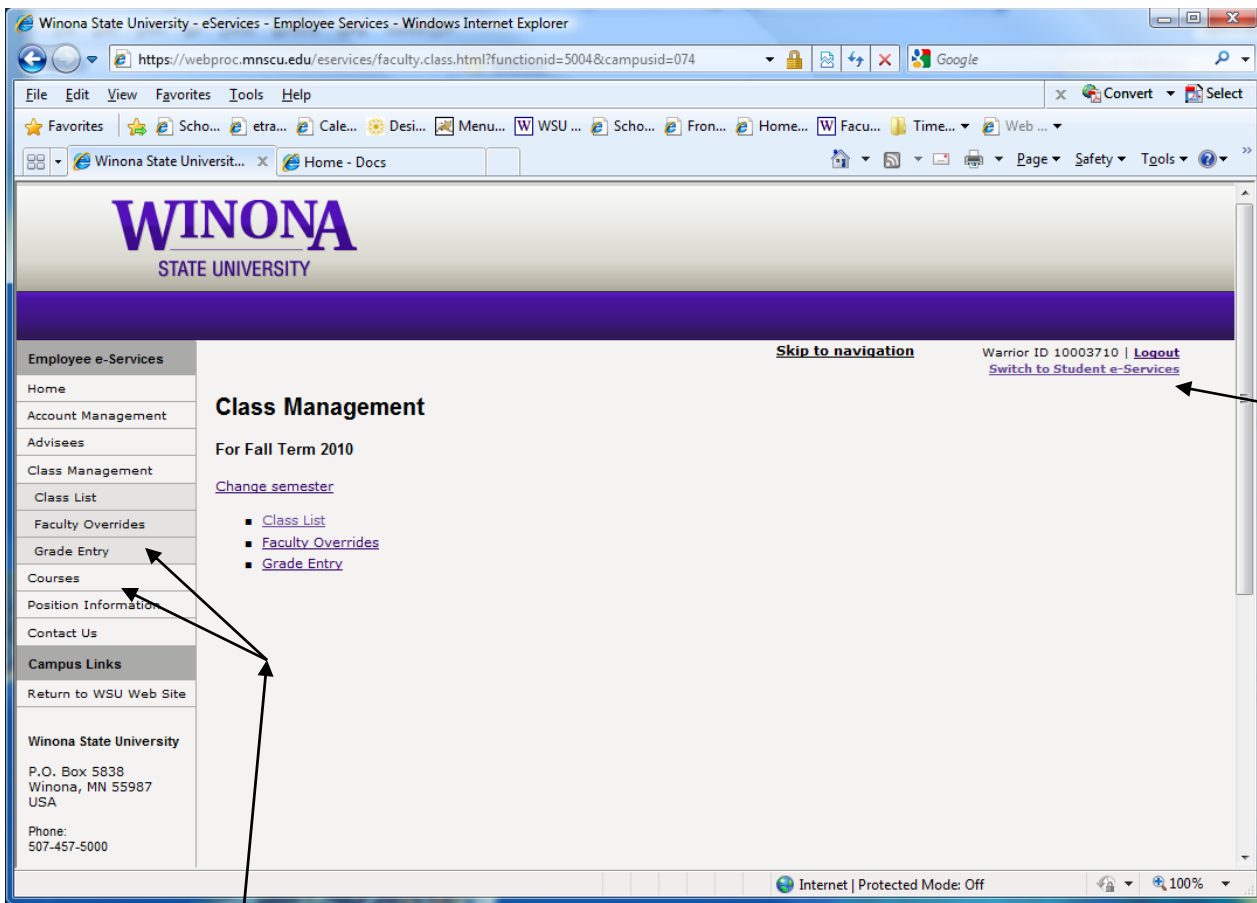 Winona State University - eServices - Employee Services - Windows Internet Explorer
https://webproc.mnscu.edu/eservices/faculty.class.html?functionid=5004&campusid=074
Google
File Edit View Favorites Tools Help
x Convert Select
Favorites Scho... etra... Cale... Desi... Menu... W WSU ... Scho... Fron... Home... W Facu... Time... Web ...
Winona State Universit... x Home - Docs
Page Safety Tools »
WINONA
STATE UNIVERSITY
Skip to navigation
Warrior ID 10003710 | Logout
Switch to Student e-Services
Employee e-Services
Home
Account Management
Advisees
Class Management
Class List
Faculty Overrides
Grade Entry
Courses
Position Information
Contact Us
Campus Links
Return to WSU Web Site
Winona State University
P.O. Box 5838
Winona, MN 55987
USA
Phone:
507-457-5000
Class Management
For Fall Term 2010
Change semester
Class List
Faculty Overrides
Grade Entry
Internet | Protected Mode: Off
100%